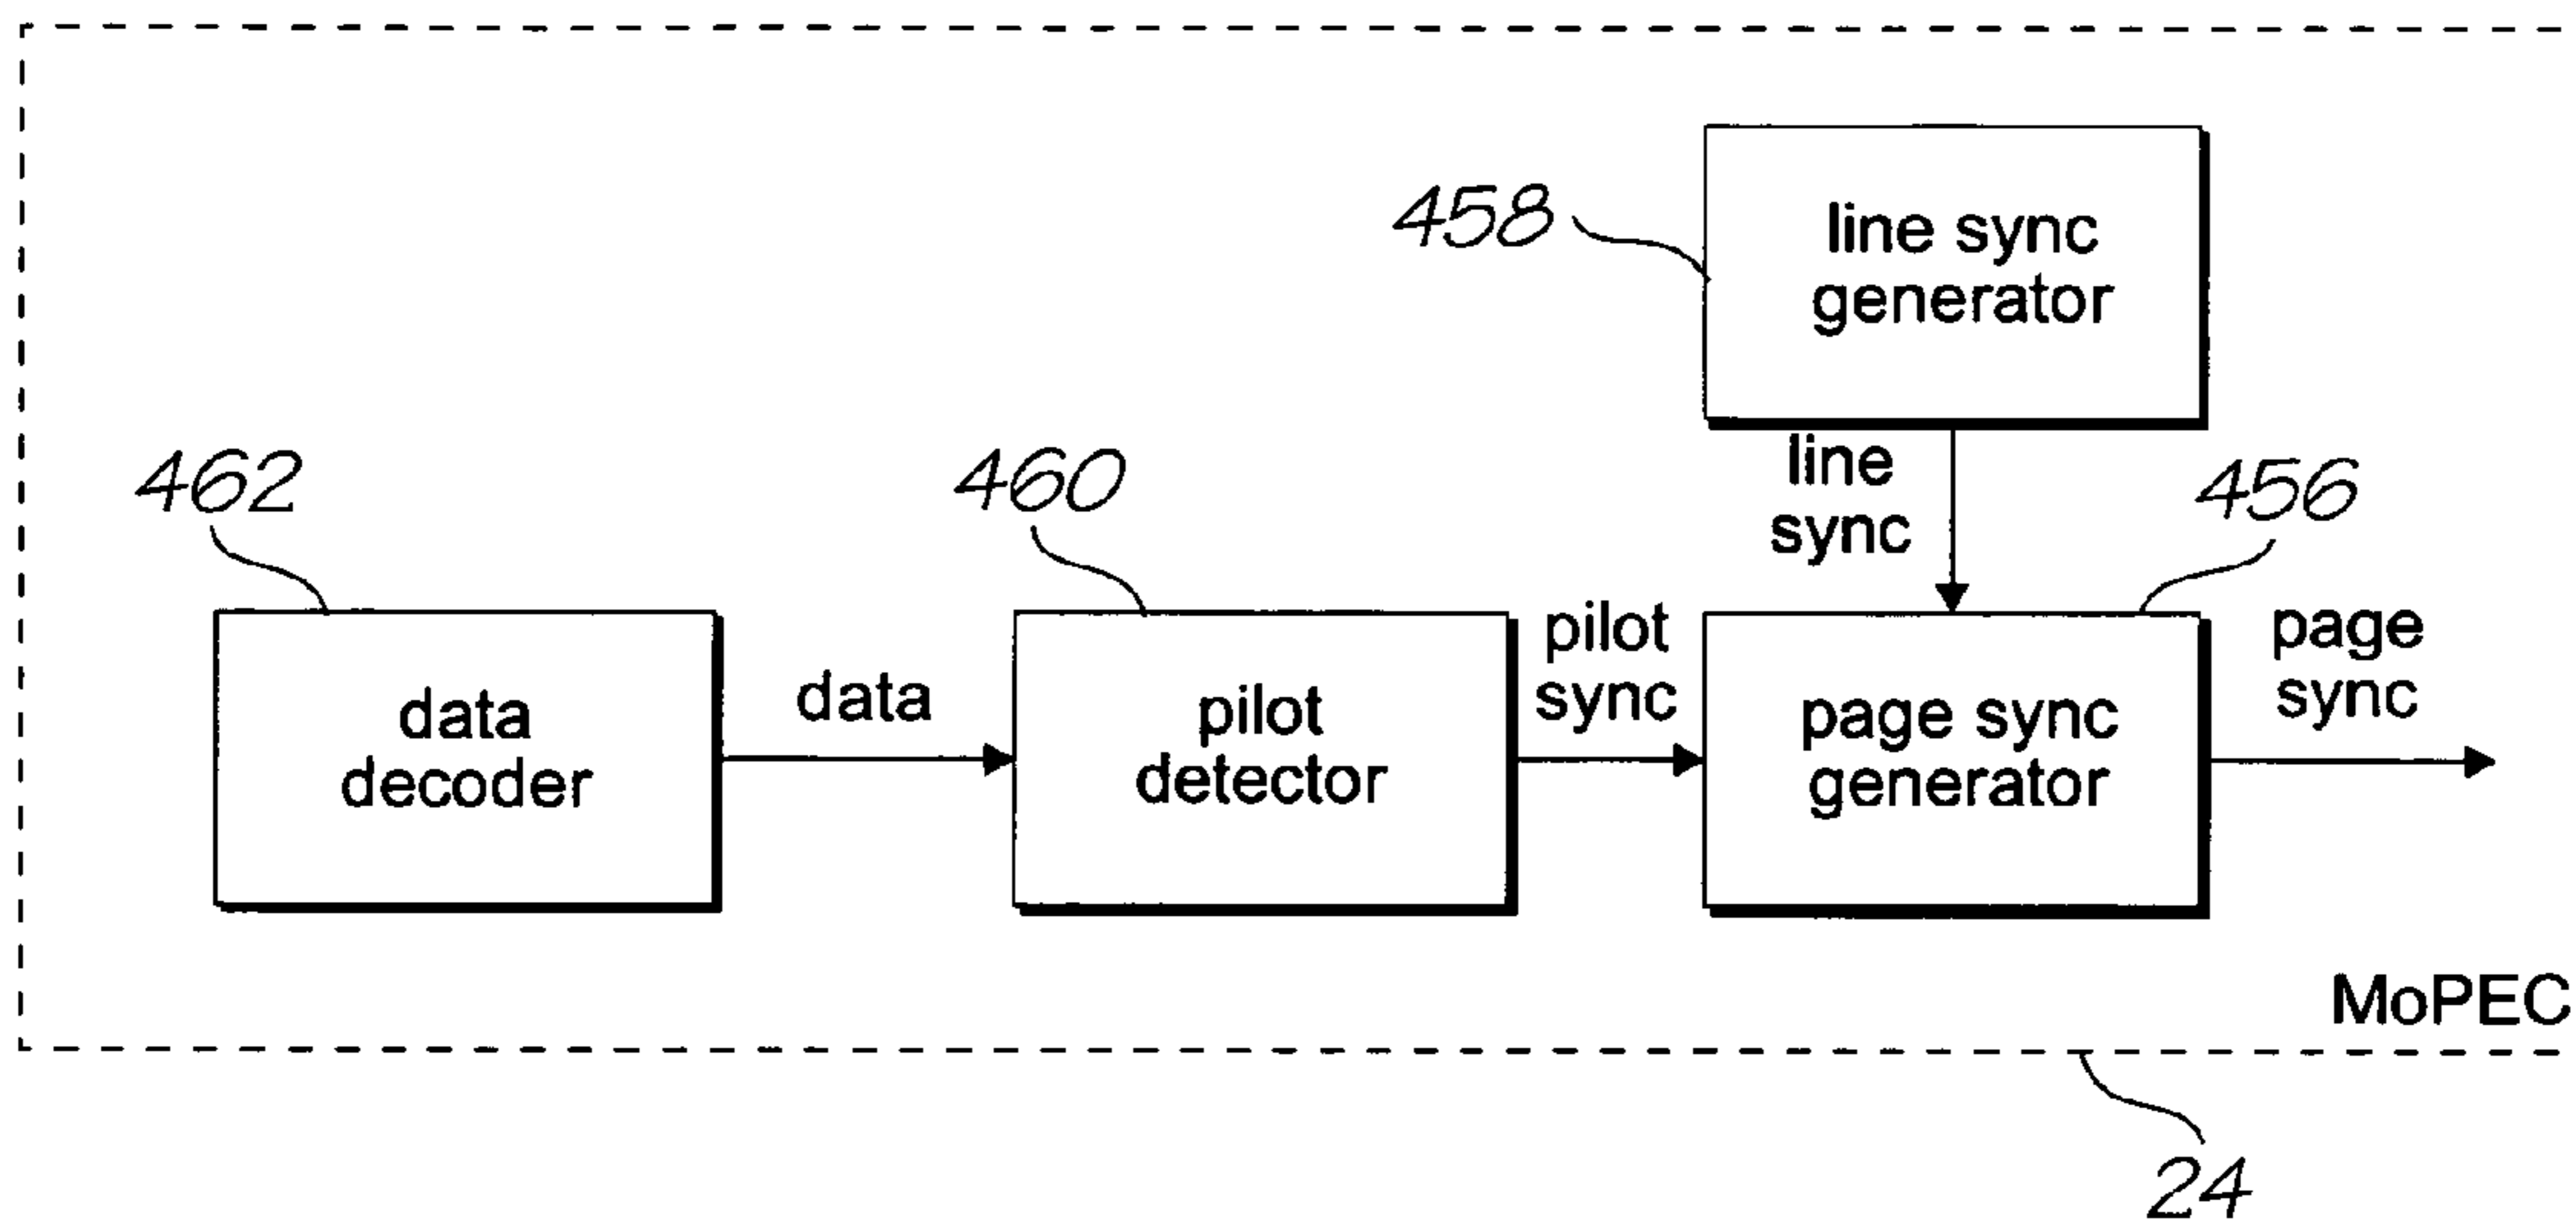 458
line sync
generator
line
sync
462
460
456
data
decoder
data
pilot
detector
pilot
sync
page sync
generator
page
sync
MoPEC
24